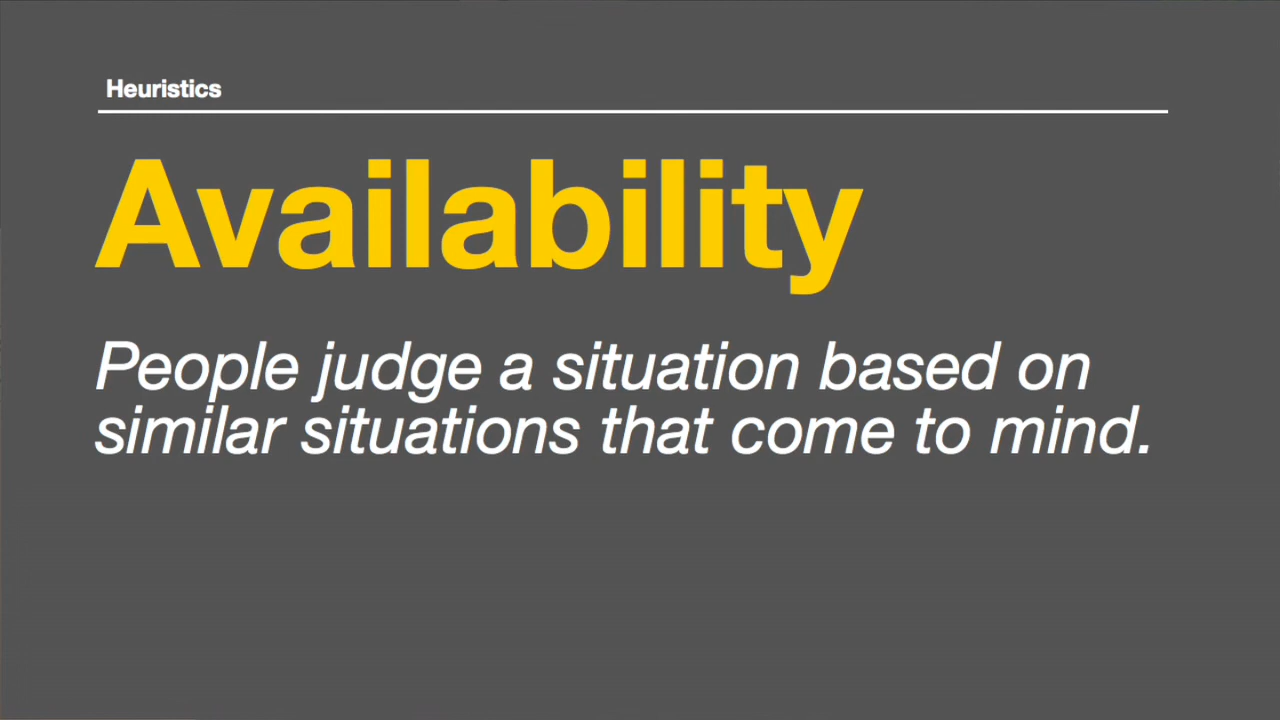 Heuristics
Availability
People judge a situation based on
similar situations that come to mind.